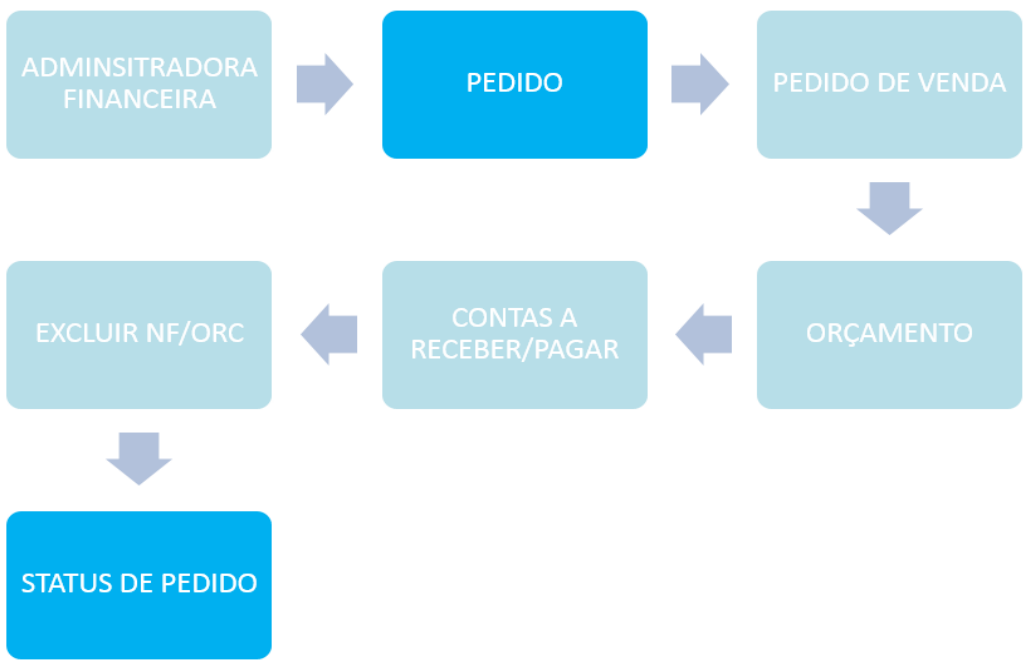 ADMINSITRADORA
FINANCEIRA
PEDIDO
PEDIDO DE VENDA
ORÇAMENTO
CONTAS A
RECEBER/PAGAR
EXCLUIR NF/ORC
STATUS DE PEDIDO